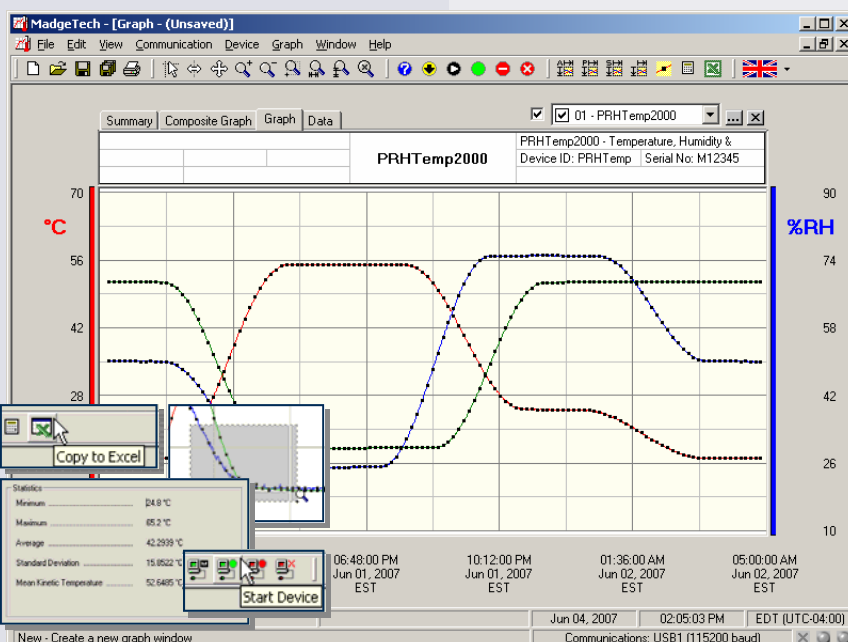 MadgeTech - [Graph - (Unsaved)]
File Edit View Communication Device Graph Window Help
Summary Composite Graph Graph Data
01 - PRHTemp2000
...
PRHTemp2000
PRHTemp2000 - Temperature, Humidity &
Device ID: PRHTemp Serial No: M12345
70 90
°C %RH
56 74
42 58
28 42
26
10
Copy to Excel
Statistics
Minimum 24.8 °C
Maximum 65.2 °C
Average 42.2939 °C
Standard Deviation 15.8522 °C
Mean Kinetic Temperature 52.6485 °C
Start Device
06:48:00 PM 10:12:00 PM 01:36:00 AM 05:00:00 AM
Jun 01, 2007 Jun 01, 2007 Jun 02, 2007 Jun 02, 2007
EST EST EST EST
Jun 04, 2007 02:05:03 PM EDT (UTC-04:00)
New - Create a new graph window Communications: USB1 (115200 baud)